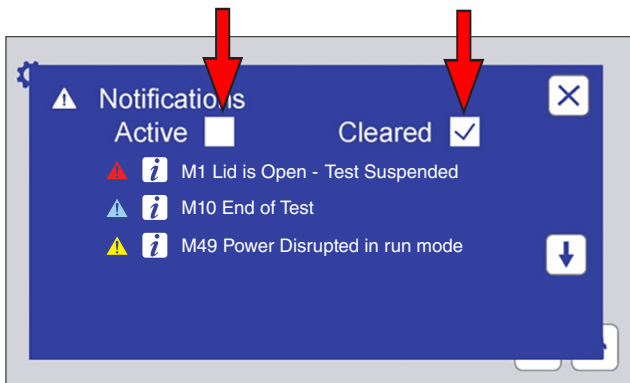 Notifications
Active Cleared
M1 Lid is Open - Test Suspended
M10 End of Test
M49 Power Disrupted in run mode